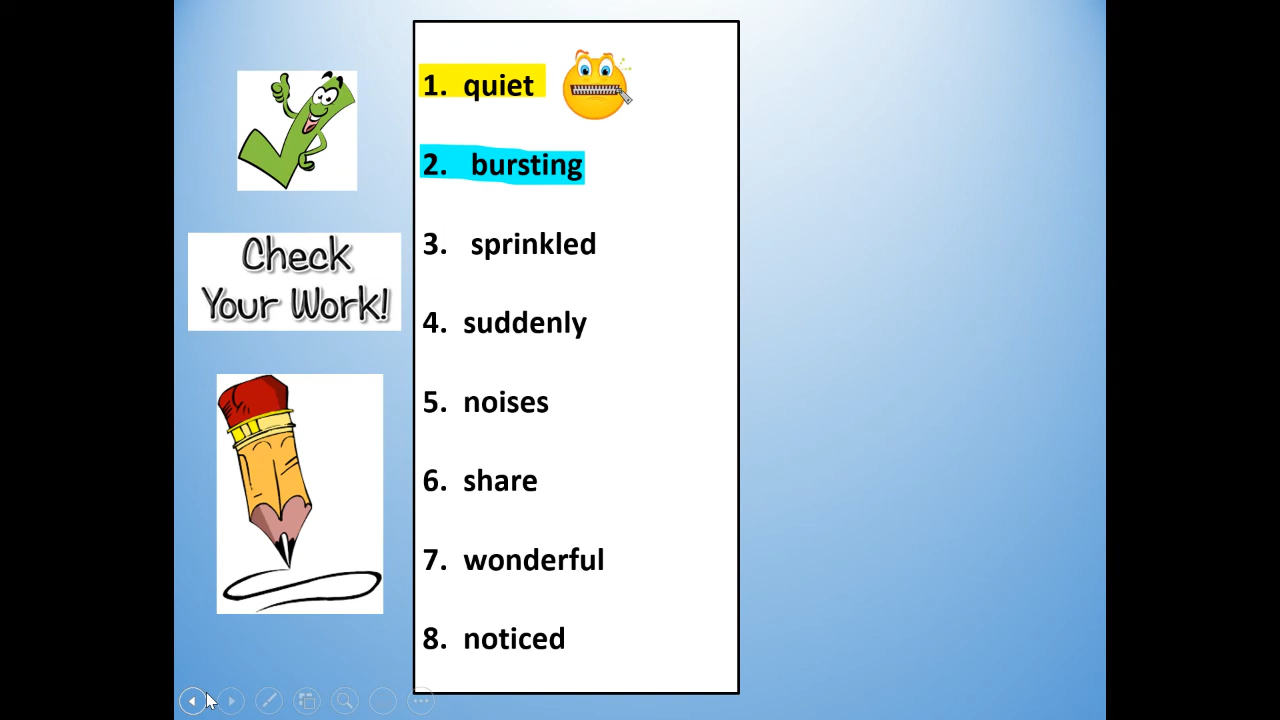 Check
Your Work!
1. quiet
2. bursting
3. sprinkled
4. suddenly
5. noises
6. share
7. wonderful
8. noticed